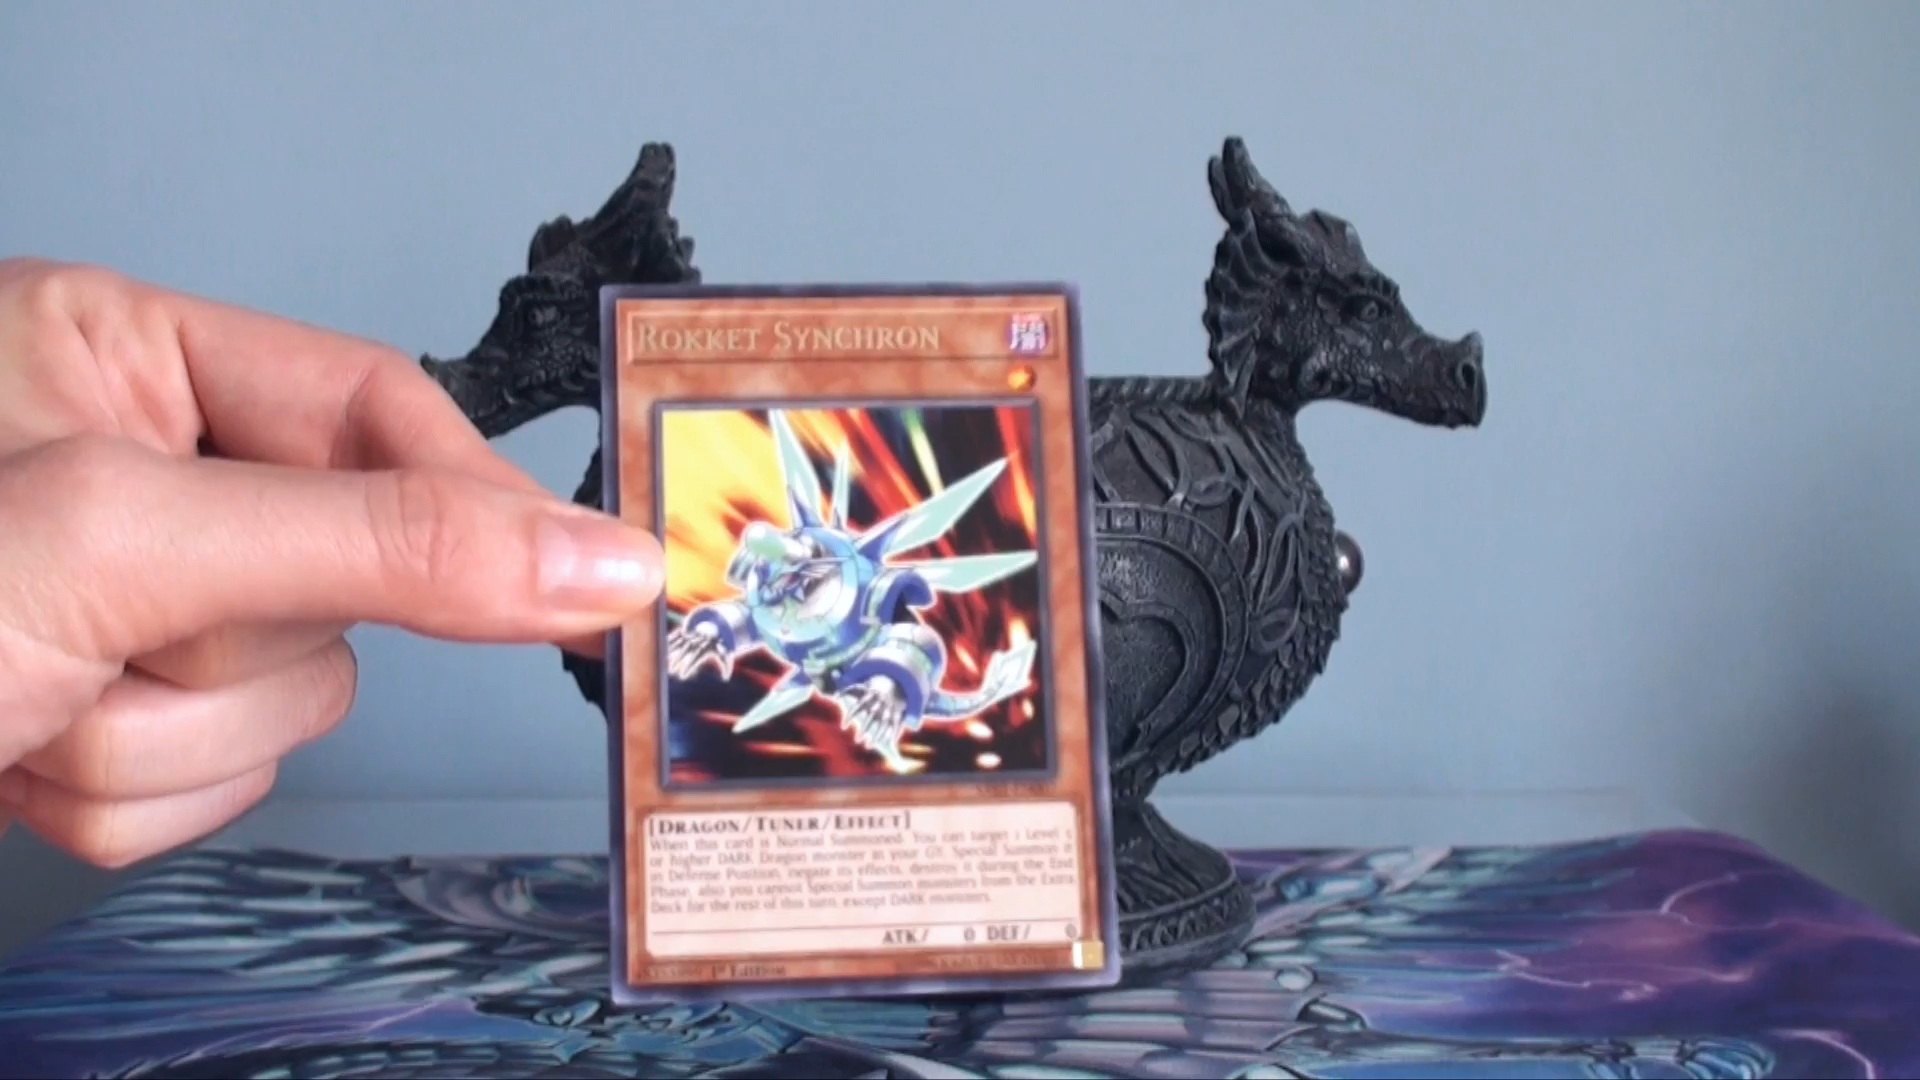 ROKKET SYNCHRON
[DRAGON/TUNER/EFFECT]
When this card is Normal Summoned: You can target 1 Level 5
or higher DARK Dragon monster in your GY; Special Summon it
in Defense Position, negate its effects, destroy it during the End
Phase, also you cannot Special Summon monsters from the Extra
Deck for the rest of this turn, except DARK monsters.
ATK/ 0 DEF/ 0
1st Edition